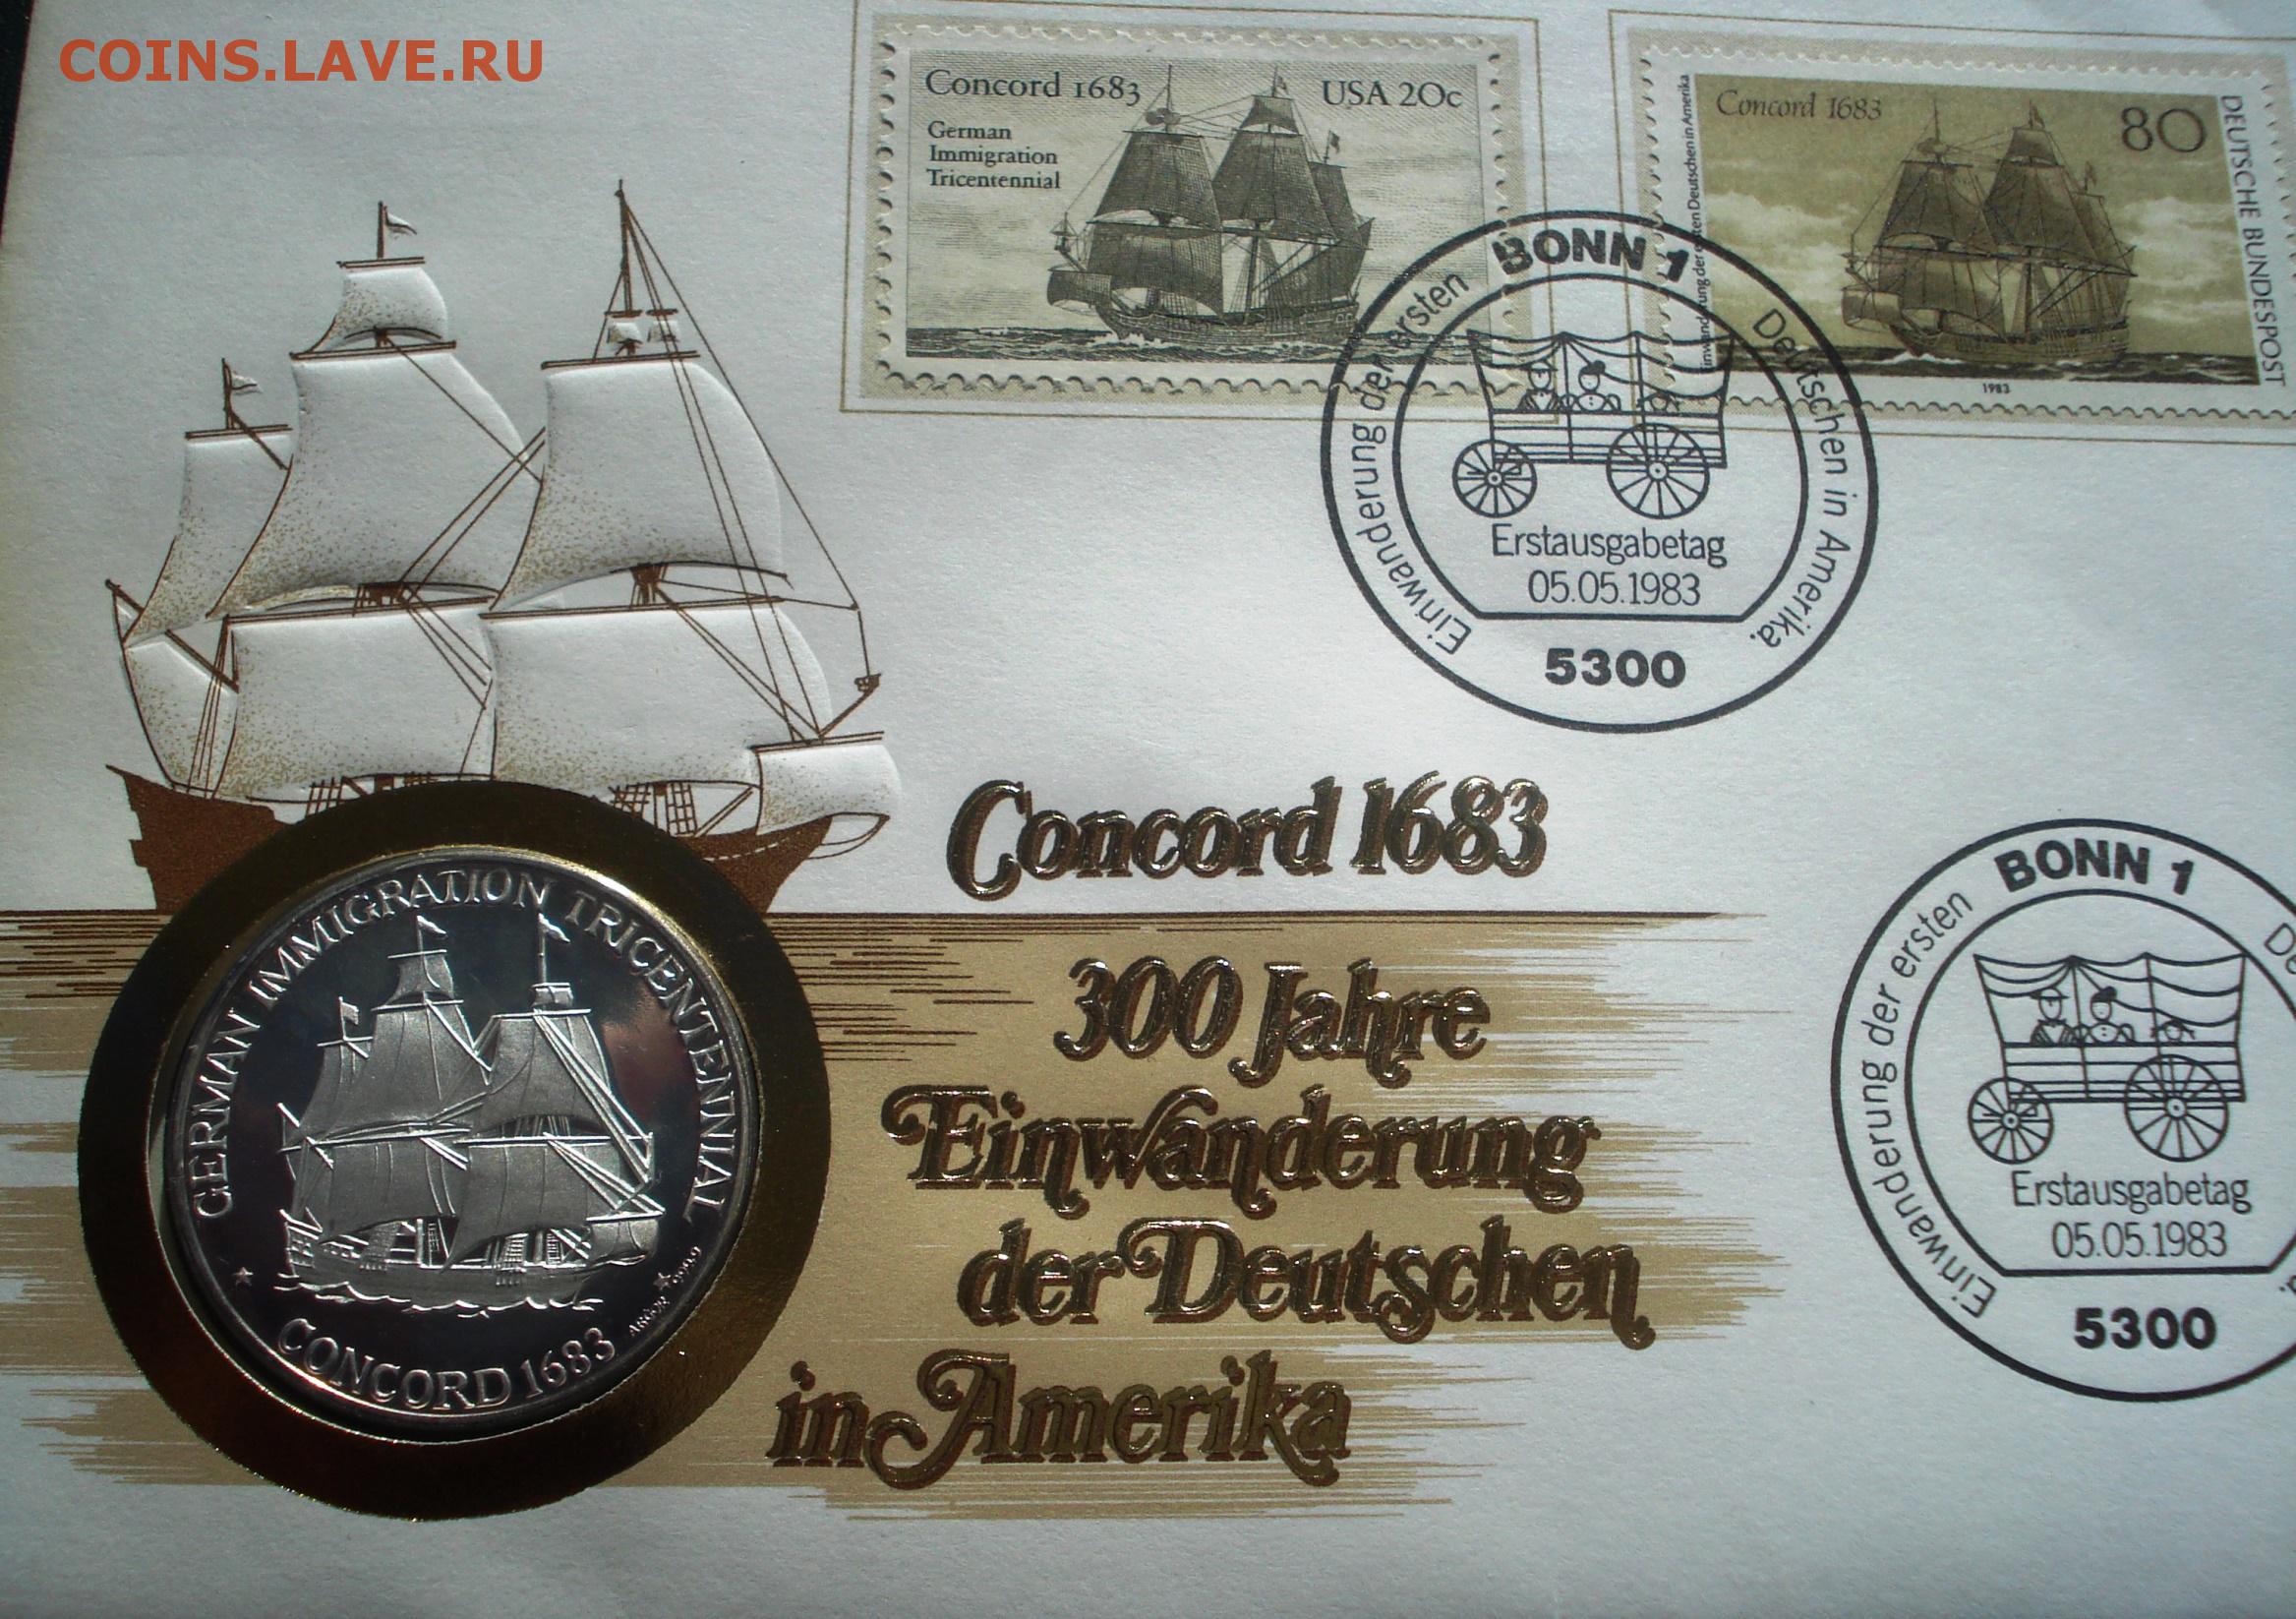 COINS.LAVE.RU
Concord 1683
USA 20c
German
Immigration
Tricentennial
Concord 1683
80
DEUTSCHE BUNDESPOST
der ersten Deutschen in Amerika
1983
BONN 1
Einwanderung der ersten
Deutschen in Amerika.
Erstausgabetag
05.05.1983
5300
Concord 1683
300 Jahre
Einwanderung
der Deutschen
in Amerika
GERMAN IMMIGRATION TRICENTENNIAL
CONCORD 1683
BONN 1
Einwanderung der ersten
Erstausgabetag
05.05.1983
5300